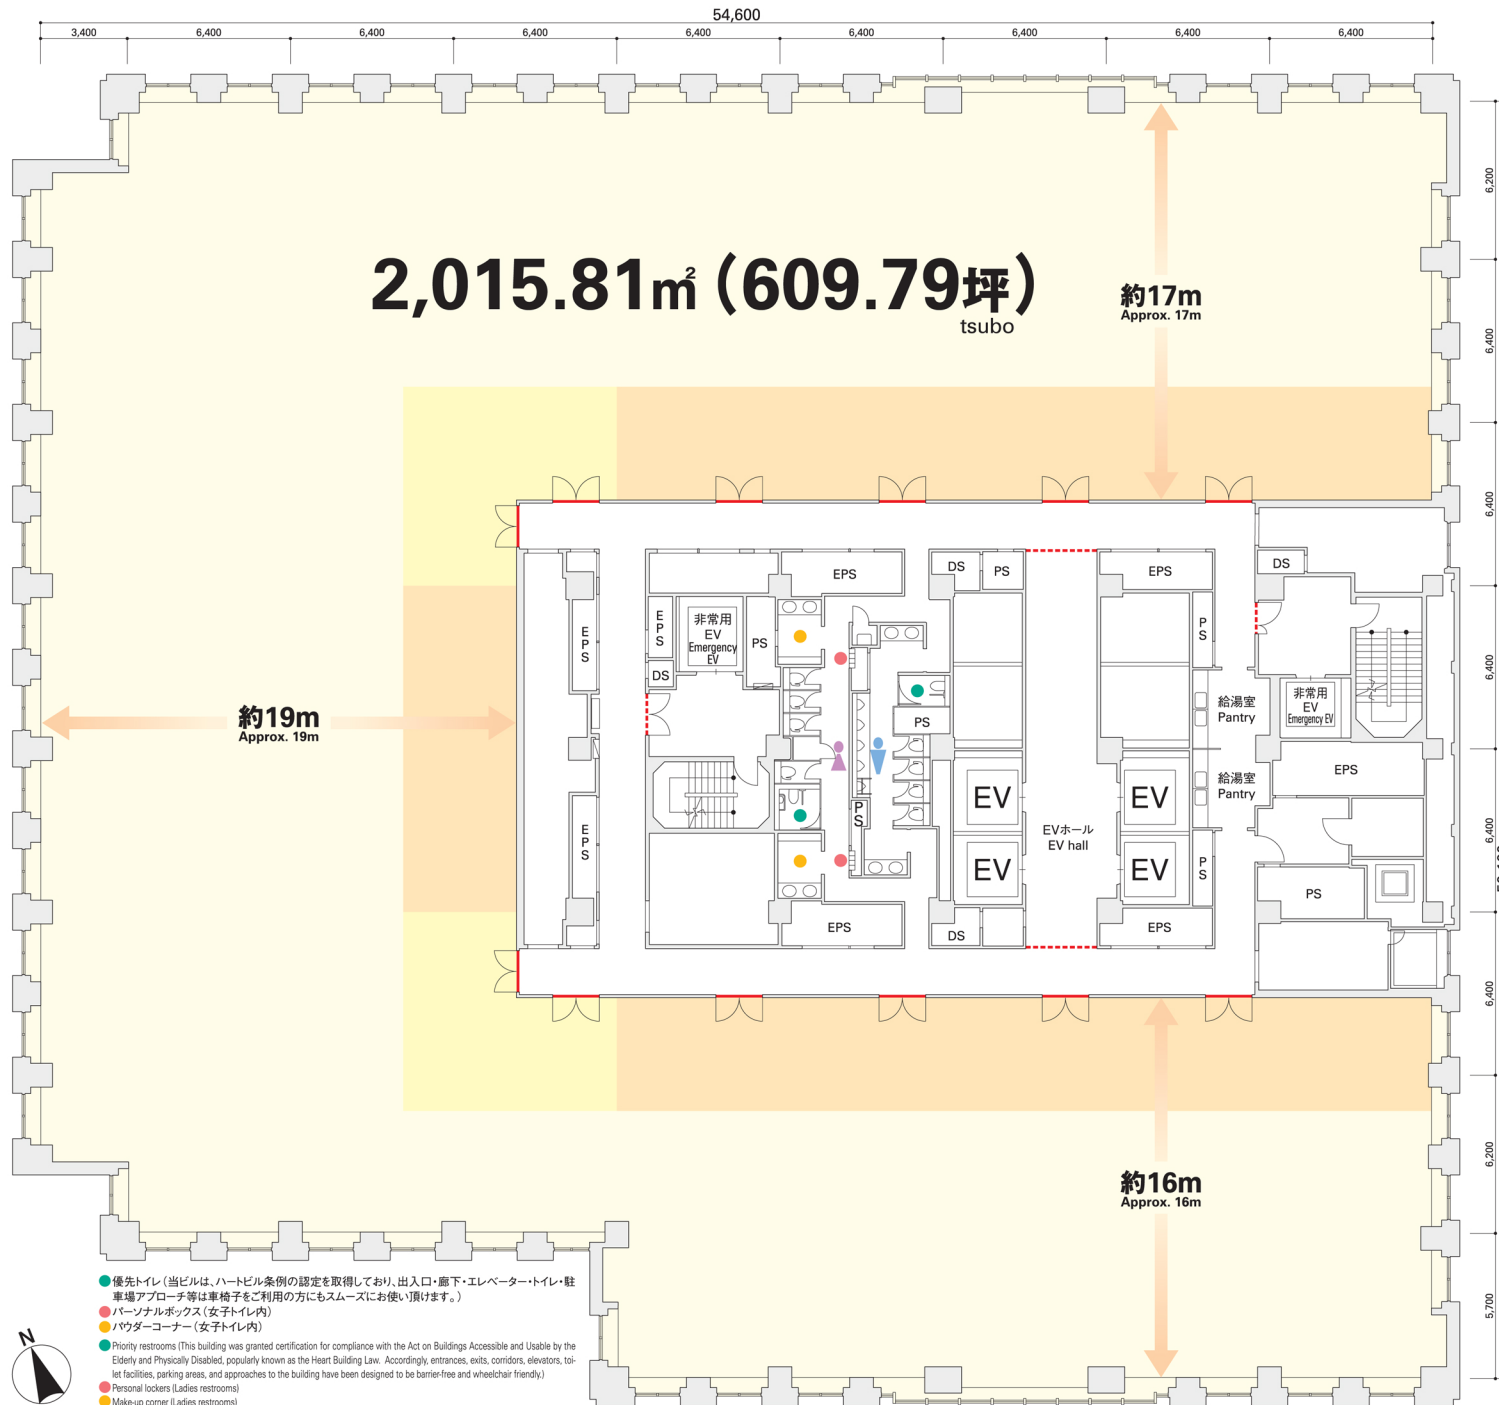 54,600
3,400 6,400 6,400 6,400 6,400 6,400 6,400 6,400 6,400
6,200
6,400
6,400
6,400
6,400
6,400
6,200
5,700
2,015.81㎡(609.79坪)
tsubo
約17m
Approx. 17m
約19m
Approx. 19m
約16m
Approx. 16m
EPS
DS
PS
EPS
DS
EPS
EPS
非常用
EV
Emergency
EV
PS
DS
PS
PS
給湯室
Pantry
非常用
EV
Emergency EV
給湯室
Pantry
EPS
EPS
PS
EV
EV
EVホール
EV hall
EV
EV
PS
PS
EPS
DS
EPS
優先トイレ(当ビルは、ハートビル条例の認定を取得しており、出入口・廊下・エレベーター・トイレ・駐
車場アプローチ等は車椅子をご利用の方にもスムーズにお使い頂けます。)
パーソナルボックス(女子トイレ内)
パウダーコーナー(女子トイレ内)
Priority restrooms (This building was granted certification for compliance with the Act on Buildings Accessible and Usable by the
Elderly and Physically Disabled, popularly known as the Heart Building Law. Accordingly, entrances, exits, corridors, elevators, toi-
let facilities, parking areas, and approaches to the building have been designed to be barrier-free and wheelchair friendly.)
Personal lockers (Ladies restrooms)
Make-up corner (Ladies restrooms)
N